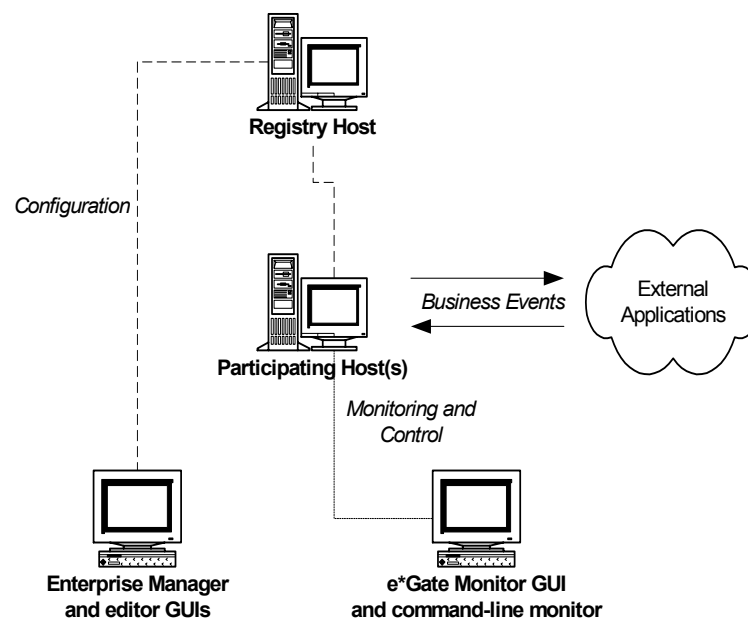 Registry Host
Configuration
Business Events
External
Applications
Participating Host(s)
Monitoring and
Control
Enterprise Manager
and editor GUIs
e*Gate Monitor GUI
and command-line monitor